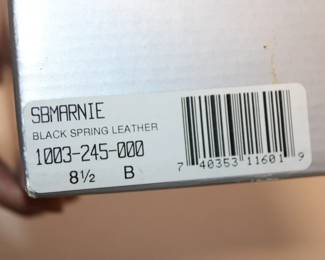 SBMARNIE
BLACK SPRING LEATHER
1003-245-000
8½ B
7 40353 11601 9